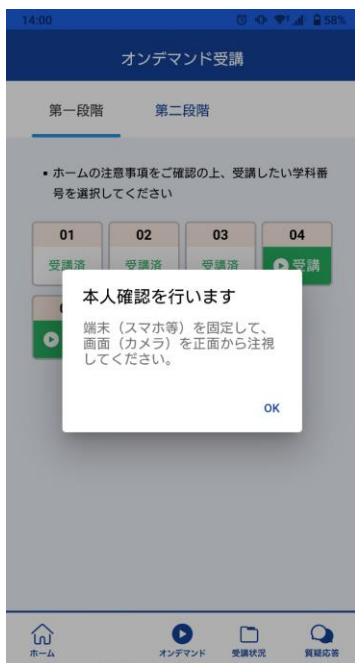 14:00
58%
オンデマンド受講
第一段階
第二段階
• ホームの注意事項をご確認の上、受講したい学科番
号を選択してください
01
02
03
04
受講済
受講済
受講済
受講
本人確認を行います
端末（スマホ等）を固定して、
画面（カメラ）を正面から注視
してください。
OK
ホーム
オンデマンド
受講状況
質疑応答